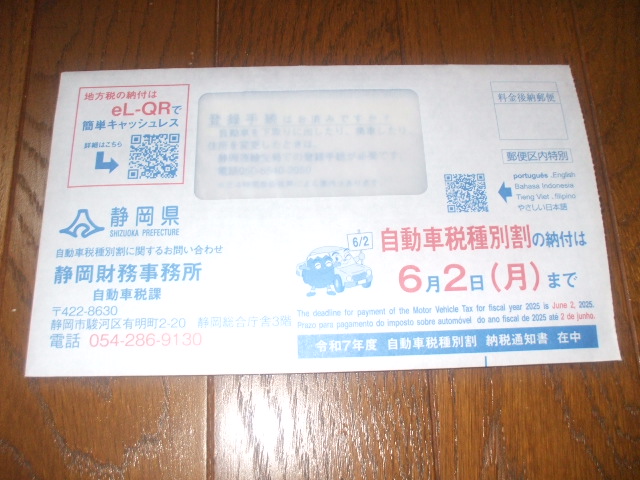 地方税の納付は
eL-QRで
簡単キャッシュレス
詳細はこちら
料金後納郵便
郵便区内特別
português ,English
Bahasa Indonesia
Tieng Viet ,filipino
やさしい日本語
静岡県
SHIZUOKA PREFECTURE
自動車税種別割に関するお問い合わせ
静岡財務事務所
自動車税課
〒422-8630
静岡市駿河区有明町2-20 静岡総合庁舎3階
電話 054-286-9130
6/2
自動車税種別割の納付は
6月2日(月)まで
The deadline for payment of the Motor Vehicle Tax for fiscal year 2025 is June 2, 2025.
Prazo pero pagamento do imposto sobre automóvel do ano fiscal de 2025 até 2 de junho.
令和7年度 自動車税種別割 納税通知書 在中